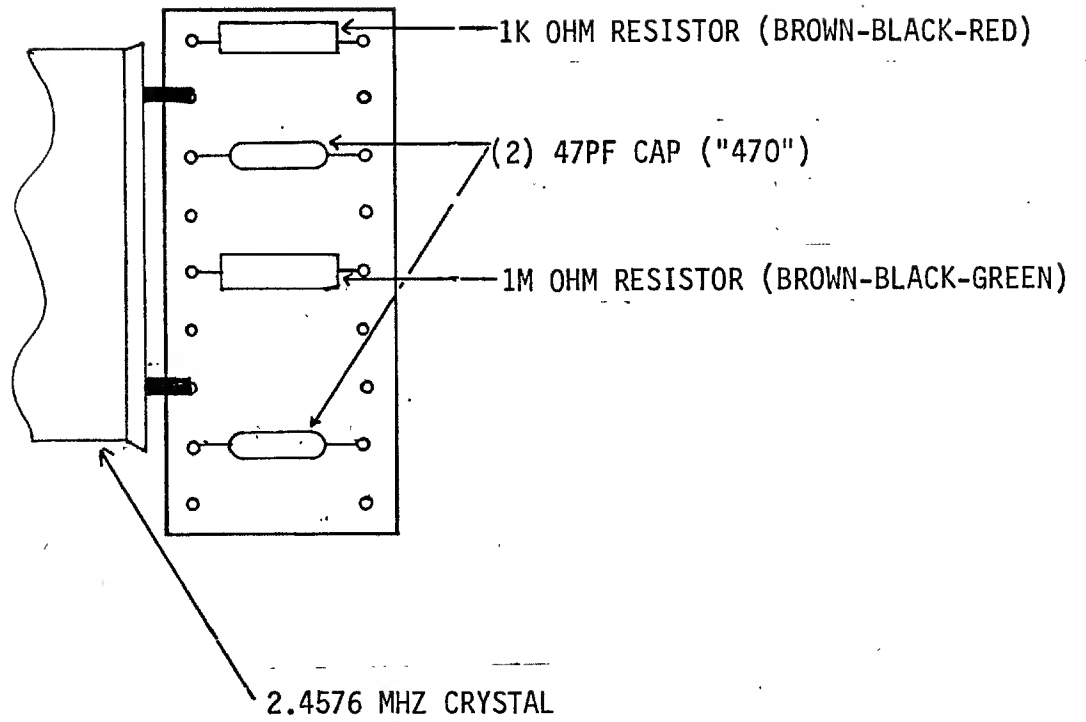 1K OHM RESISTOR (BROWN-BLACK-RED)
(2) 47PF CAP ("470")
1M OHM RESISTOR (BROWN-BLACK-GREEN)
2.4576 MHZ CRYSTAL